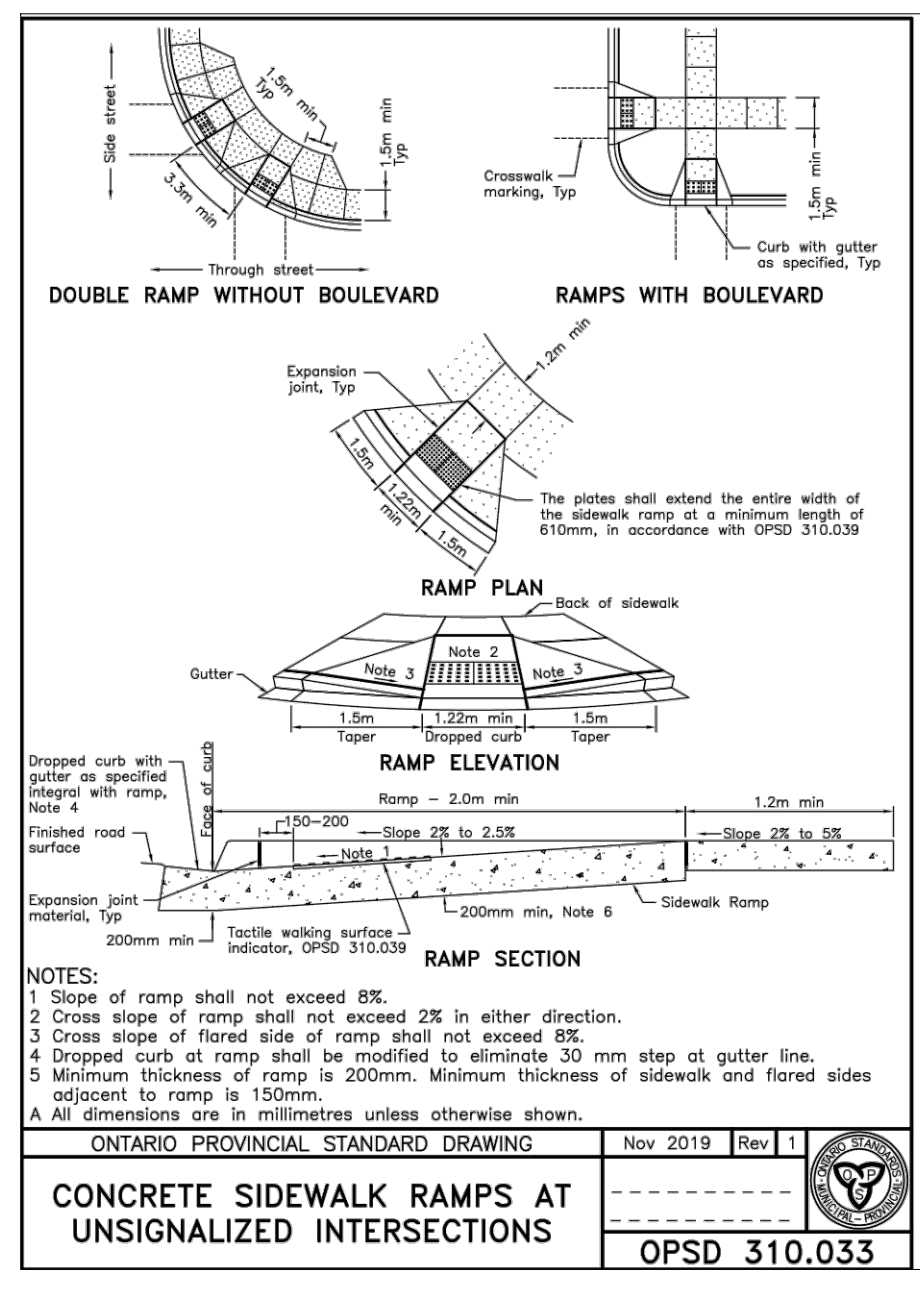 Side street
1.5m min
Typ
1.5m min
Typ
3.3m min
Through street
DOUBLE RAMP WITHOUT BOULEVARD
Crosswalk
marking, Typ
1.5m min
Typ
Curb with gutter
as specified, Typ
RAMPS WITH BOULEVARD
Expansion
joint, Typ
1.2m min
1.5m
1.22m
min
1.5m
The plates shall extend the entire width of
the sidewalk ramp at a minimum length of
610mm, in accordance with OPSD 310.039
RAMP PLAN
Back of sidewalk
Note 2
Gutter
Note 3
Note 3
1.5m
Taper
1.22m min
Dropped curb
1.5m
Taper
RAMP ELEVATION
Dropped curb with
gutter as specified
integral with ramp,
Note 4
Face of curb
Ramp – 2.0m min
1.2m min
150–200
Slope 2% to 2.5%
Slope 2% to 5%
Finished road
surface
Note 1
Expansion joint
material, Typ
200mm min
Tactile walking surface
indicator, OPSD 310.039
200mm min, Note 6
Sidewalk Ramp
RAMP SECTION
NOTES:
1 Slope of ramp shall not exceed 8%.
2 Cross slope of ramp shall not exceed 2% in either direction.
3 Cross slope of flared side of ramp shall not exceed 8%.
4 Dropped curb at ramp shall be modified to eliminate 30 mm step at gutter line.
5 Minimum thickness of ramp is 200mm. Minimum thickness of sidewalk and flared sides
adjacent to ramp is 150mm.
A All dimensions are in millimetres unless otherwise shown.
ONTARIO PROVINCIAL STANDARD DRAWING
Nov 2019
Rev
1
CONCRETE SIDEWALK RAMPS AT
UNSIGNALIZED INTERSECTIONS
ONTARIO STANDARDS
MUNICIPAL – PROVINCIAL
O P S
OPSD 310.033